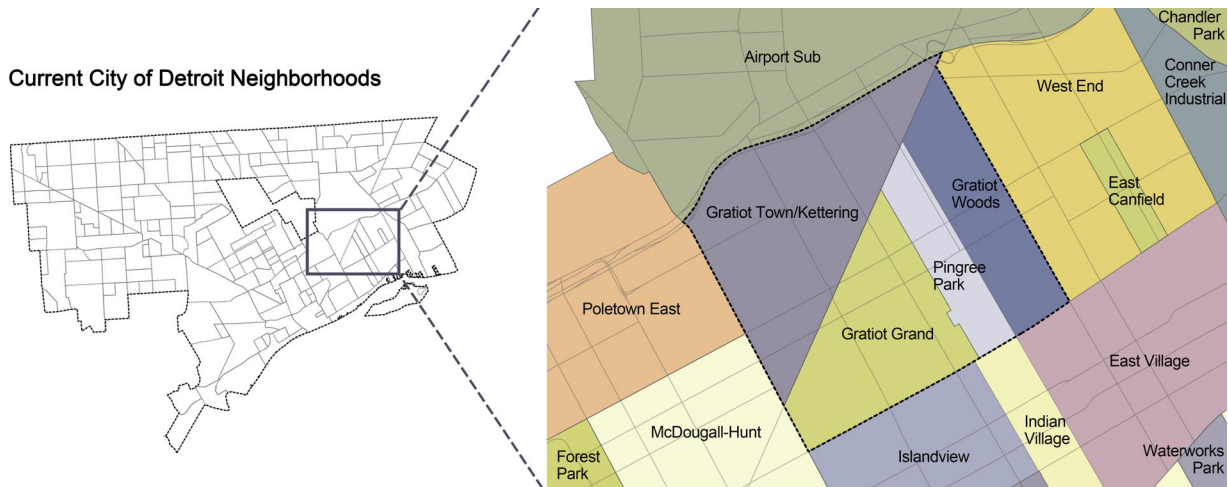 Current City of Detroit Neighborhoods
Airport Sub
Chandler
Park
Conner
Creek
Industrial
West End
East
Canfield
Gratiot
Woods
Gratiot Town/Kettering
Pingree
Park
Poletown East
Gratiot Grand
East Village
McDougall-Hunt
Indian
Village
Islandview
Forest
Park
Waterworks
Park